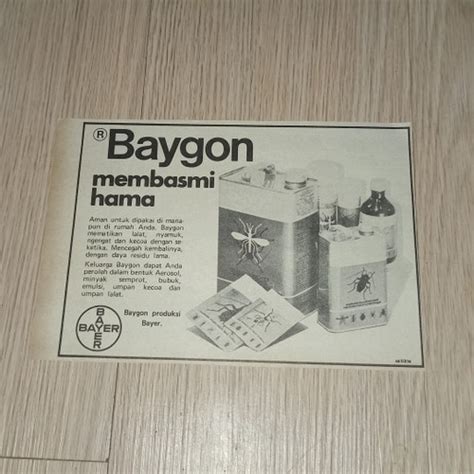 ® Baygon
membasmi
hama
Aman untuk dipakai di mana-
pun di rumah Anda. Baygon
mematikan lalat, nyamuk,
ngengat dan kecoa dengan se
ketika. Mencegah kembalinya,
dengan daya residu lama.
Keluarga Baygon dapat Anda
peroleh dalam bentuk Aerosol,
minyak semprot, bubuk,
emulsi, umpan kecoa dan
umpan lalat.
BAYER
BAYER
Baygon produksi
Bayer.